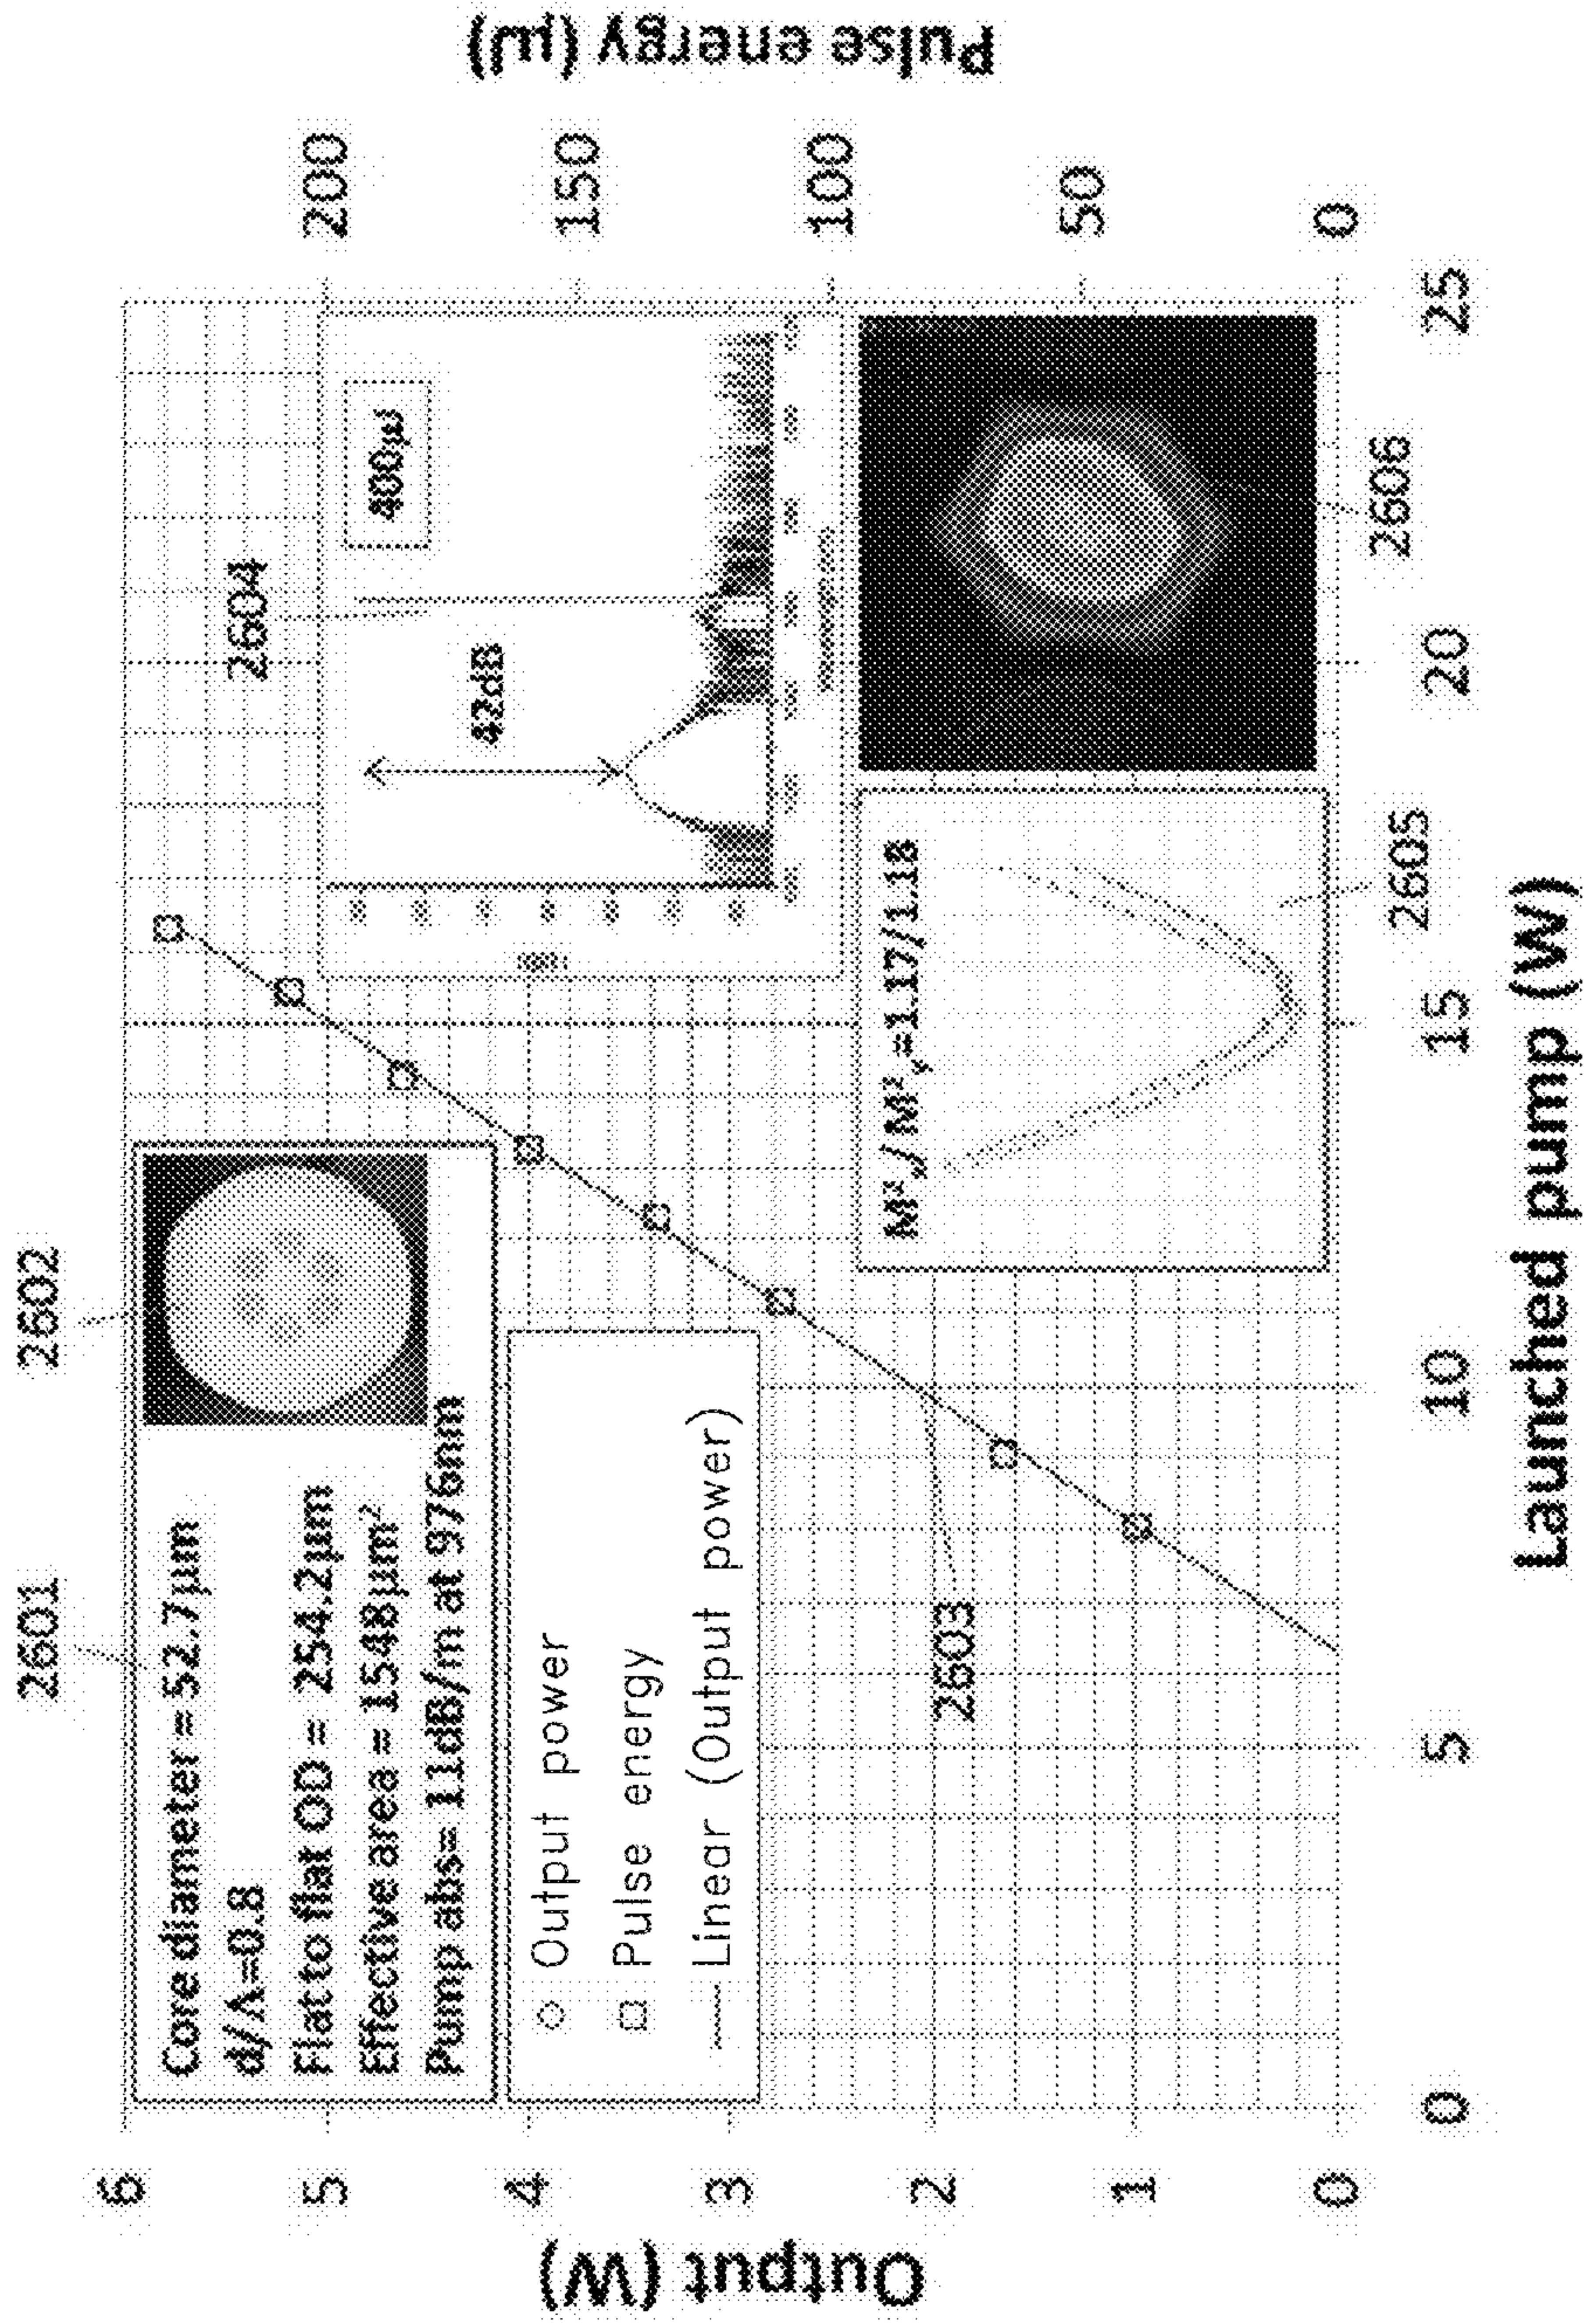 2601
2602
Core diameter = 52.7µm
d/Λ=0.8
Flat to flat OD = 254.2µm
Effective area = 1548µm²
Pump abs= 11dB/m at 976nm
Output power
Pulse energy
Linear (Output power)
2603
2604
42dB
400µJ
M²ₓ/M²ᵧ=1.17/1.18
2605
2606
Output (W)
6
5
4
3
2
1
0
Pulse energy (µJ)
200
150
100
50
0
0
5
10
15
20
25
Launched pump (W)